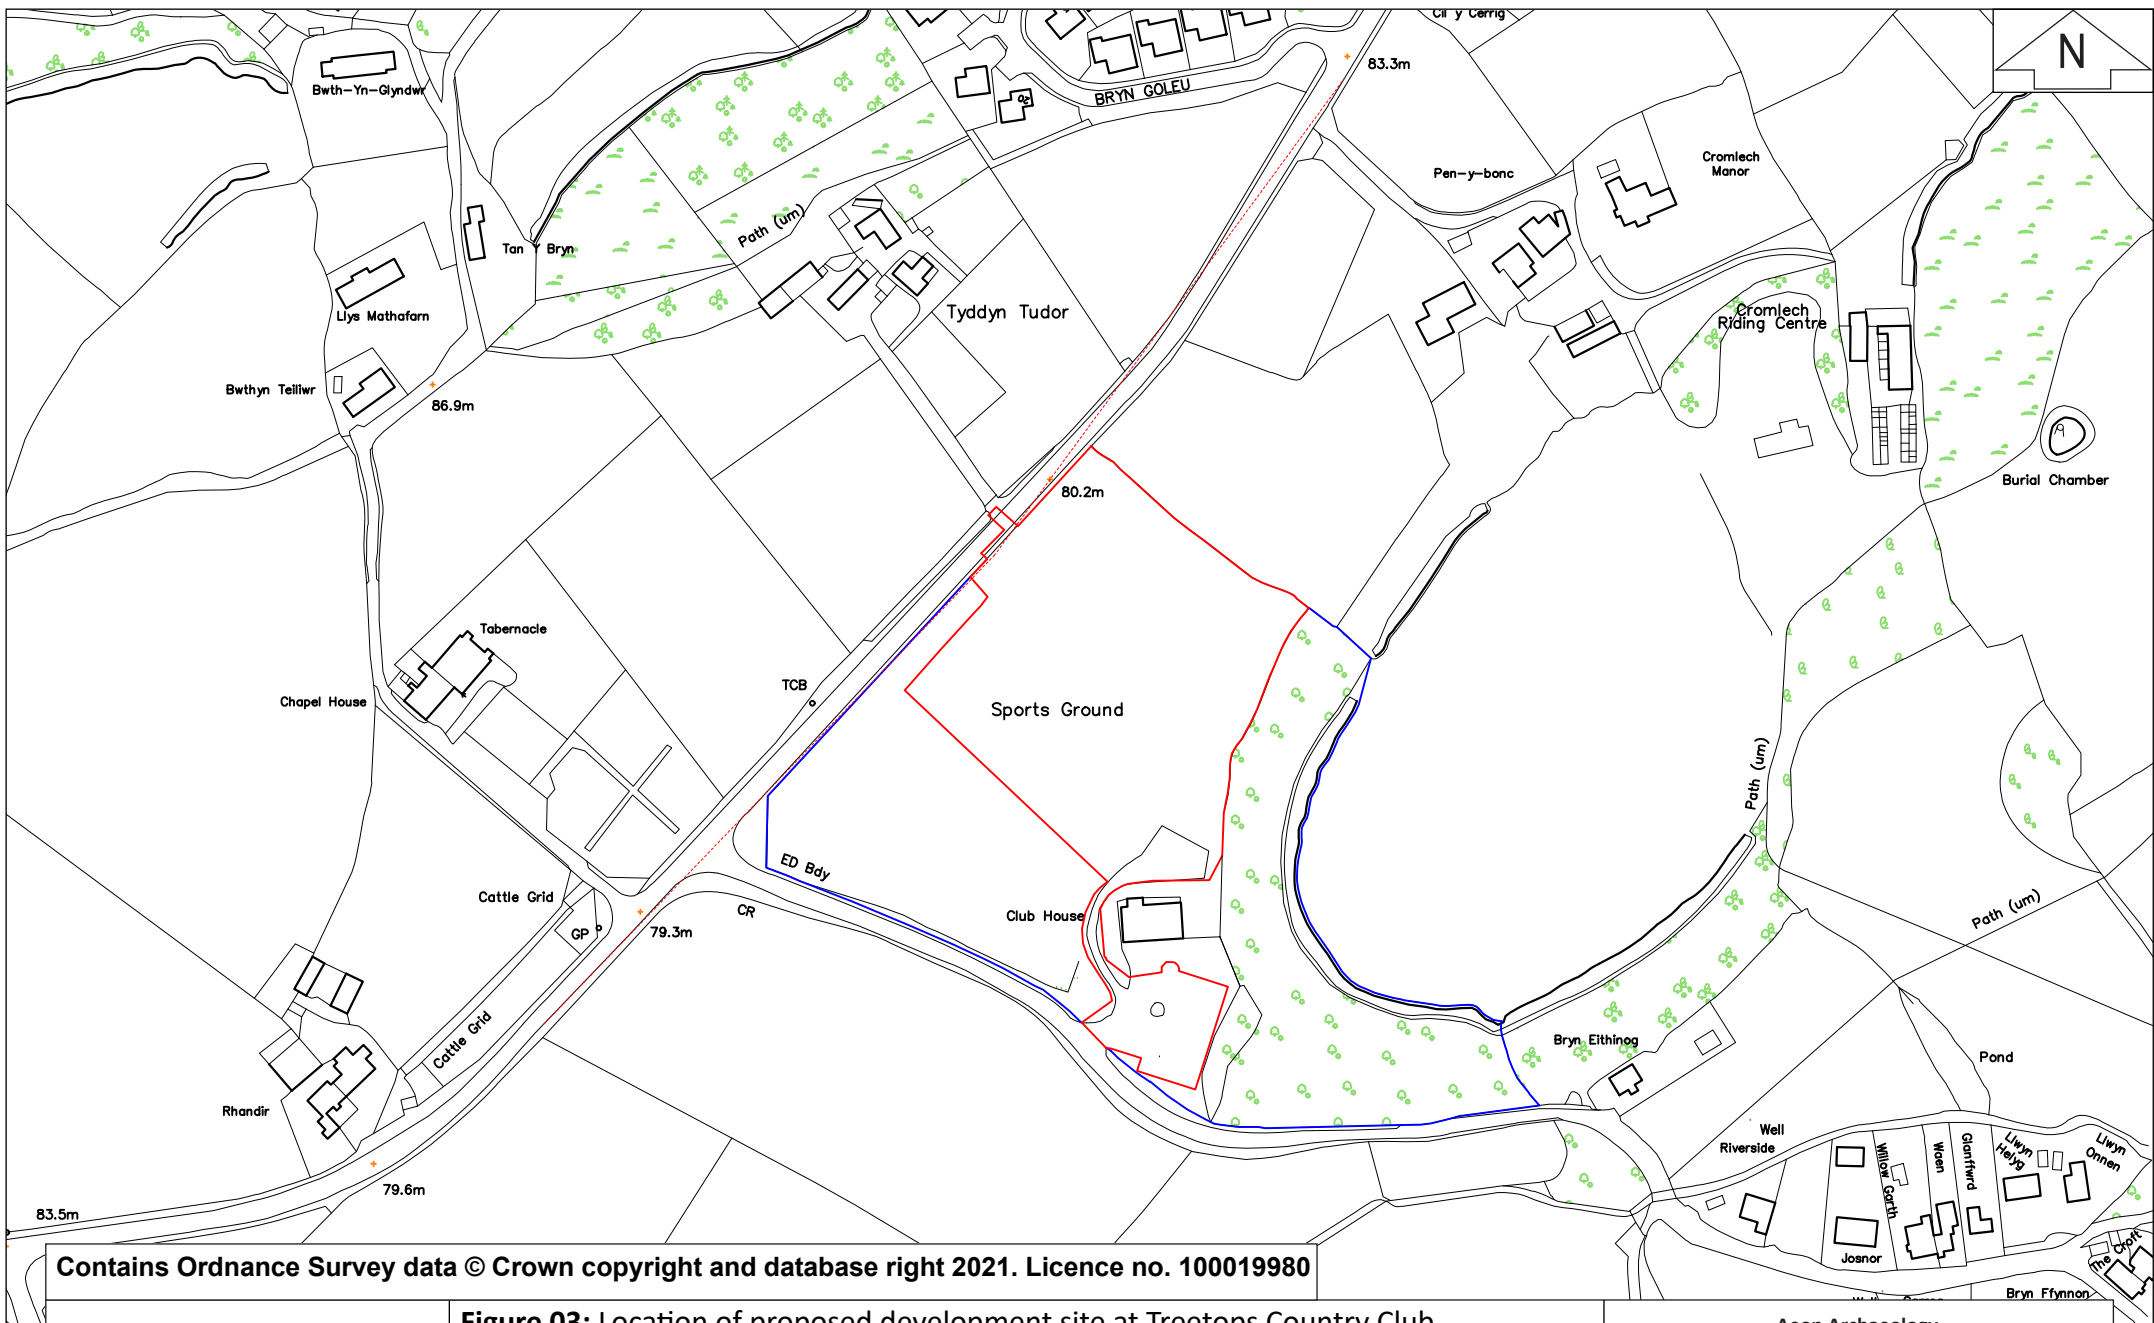 Cil y Cerrig
N
83.3m
Bwth-Yn-Glyndwr
BRYN GOLEU
20
Cromlech
Manor
Pen-y-bonc
Path (um)
Tan Y Bryn
Llys Mathafarn
Tyddyn Tudor
Cromlech
Riding Centre
Bwthyn Teiliwr
86.9m
80.2m
Burial Chamber
Tabernacle
TCB
Chapel House
Sports Ground
Path (um)
ED Bdy
Cattle Grid
CR
Club House
GP
79.3m
Path (um)
Cattle Grid
Bryn Eithinog
Pond
Rhandir
Well
Riverside
Willow Garth
Waen
Glanffwrd
Llwyn
Helyg
Llwyn
Onnen
79.6m
83.5m
Josnor
The Croft
Bryn Ffynnon
Contains Ordnance Survey data © Crown copyright and database right 2021. Licence no. 100019980
Figure 03: Location of proposed development site at Treetops Country Club
Aeon Archaeology